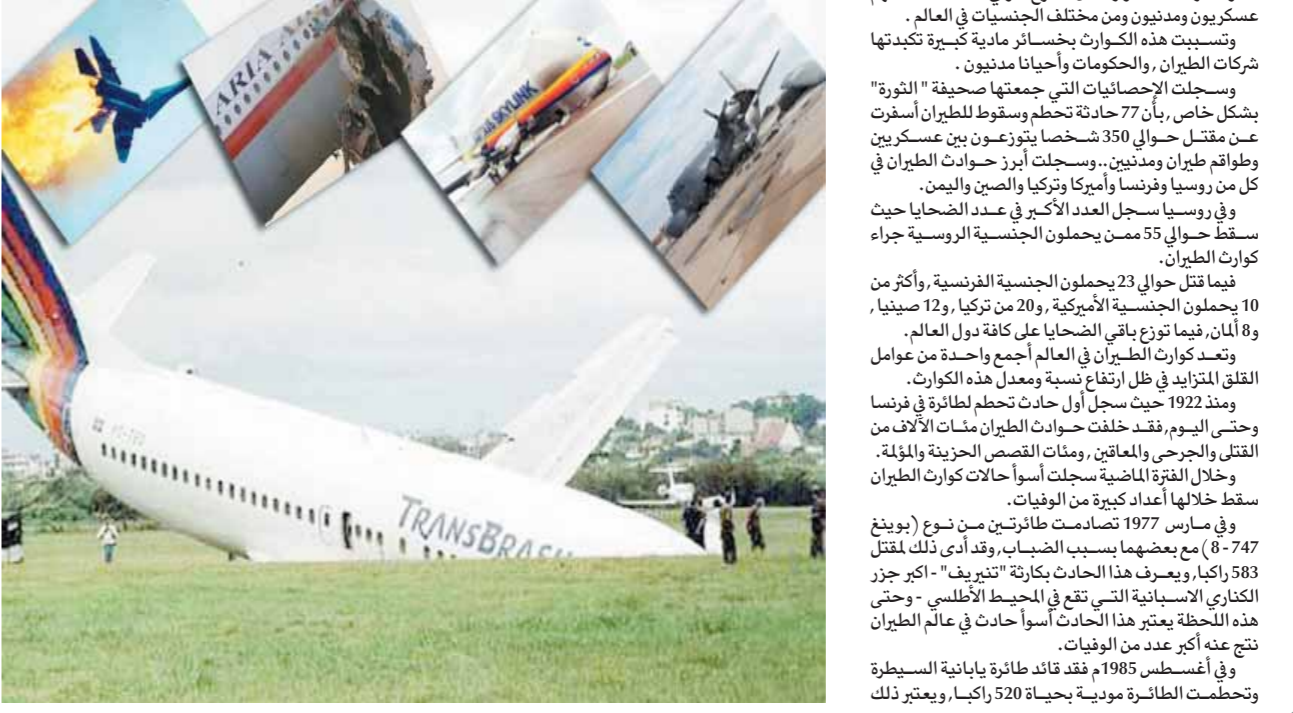 عسكريون ومدنيون ومن مختلف الجنسيات في العالم .
وتسببت هذه الكوارث بخسائر مادية كبيرة تكبدتها
شركات الطيران , والحكومات وأحيانا مدنيون .
وسجلت الإحصائيات التي جمعتها صحيفة " الثورة"
بشكل خاص , بأن 77 حادثة تحطم وسقوط للطيران أسفرت
عن مقتل حوالي 350 شخصا يتوزعون بين عسكريين
وطواقم طيران ومدنيين..وسجلت أبرز حوادث الطيران في
كل من روسيا وفرنسا وأميركا وتركيا والصين واليمن.
وفي روسيا سجل العدد الأكبر في عدد الضحايا حيث
سقط حوالي 55 ممن يحملون الجنسية الروسية جراء
كوارث الطيران.
فيما قتل حوالي 23 يحملون الجنسية الفرنسية , وأكثر من
10 يحملون الجنسية الأميركية , و20 من تركيا , و12 صينيا ,
و8 ألمان, فيما توزع باقي الضحايا على كافة دول العالم.
وتعد كوارث الطيران في العالم أجمع واحدة من عوامل
القلق المتزايد في ظل ارتفاع نسبة ومعدل هذه الكوارث.
ومنذ 1922 حيث سجل أول حادث تحطم لطائرة في فرنسا
وحتى اليوم, فقد خلفت حوادث الطيران مئات الآلاف من
القتلى والجرحى والمعاقين , ومئات القصص الحزينة والمؤلمة.
وخلال الفترة الماضية سجلت أسوأ حالات كوارث الطيران
سقط خلالها أعداد كبيرة من الوفيات.
وفي مارس 1977 تصادمت طائرتين من نوع (بوينغ
747 - 8 ) مع بعضهما بسبب الضباب, وقد أدى ذلك لمقتل
583 راكبا, ويعرف هذا الحادث بكارثة "تنيريف" - اكبر جزر
الكناري الاسبانية التي تقع في المحيط الأطلسي - وحتى
هذه اللحظة يعتبر هذا الحادث أسوأ حادث في عالم الطيران
نتج عنه أكبر عدد من الوفيات.
وفي أغسطس 1985م فقد قائد طائرة يابانية السيطرة
وتحطمت الطائرة مودية بحياة 520 راكبا, ويعتبر ذلك
ARIA A
SKYLINK
TRANSBRASIL